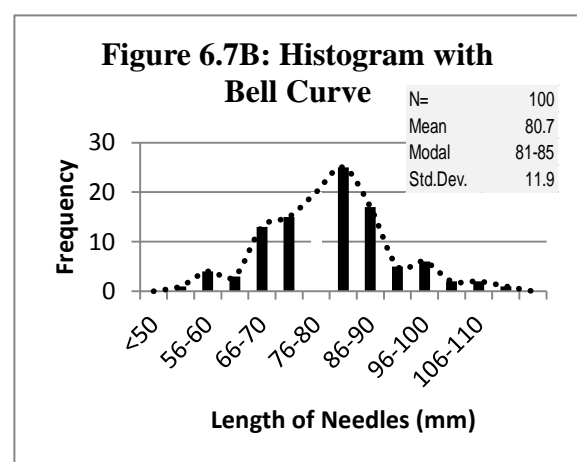 Figure 6.7B: Histogram with
Bell Curve
N= 100
Mean 80.7
Modal 81-85
Std.Dev. 11.9
Frequency
30
20
10
0
<50
56-60
66-70
76-80
86-90
96-100
106-110
Length of Needles (mm)